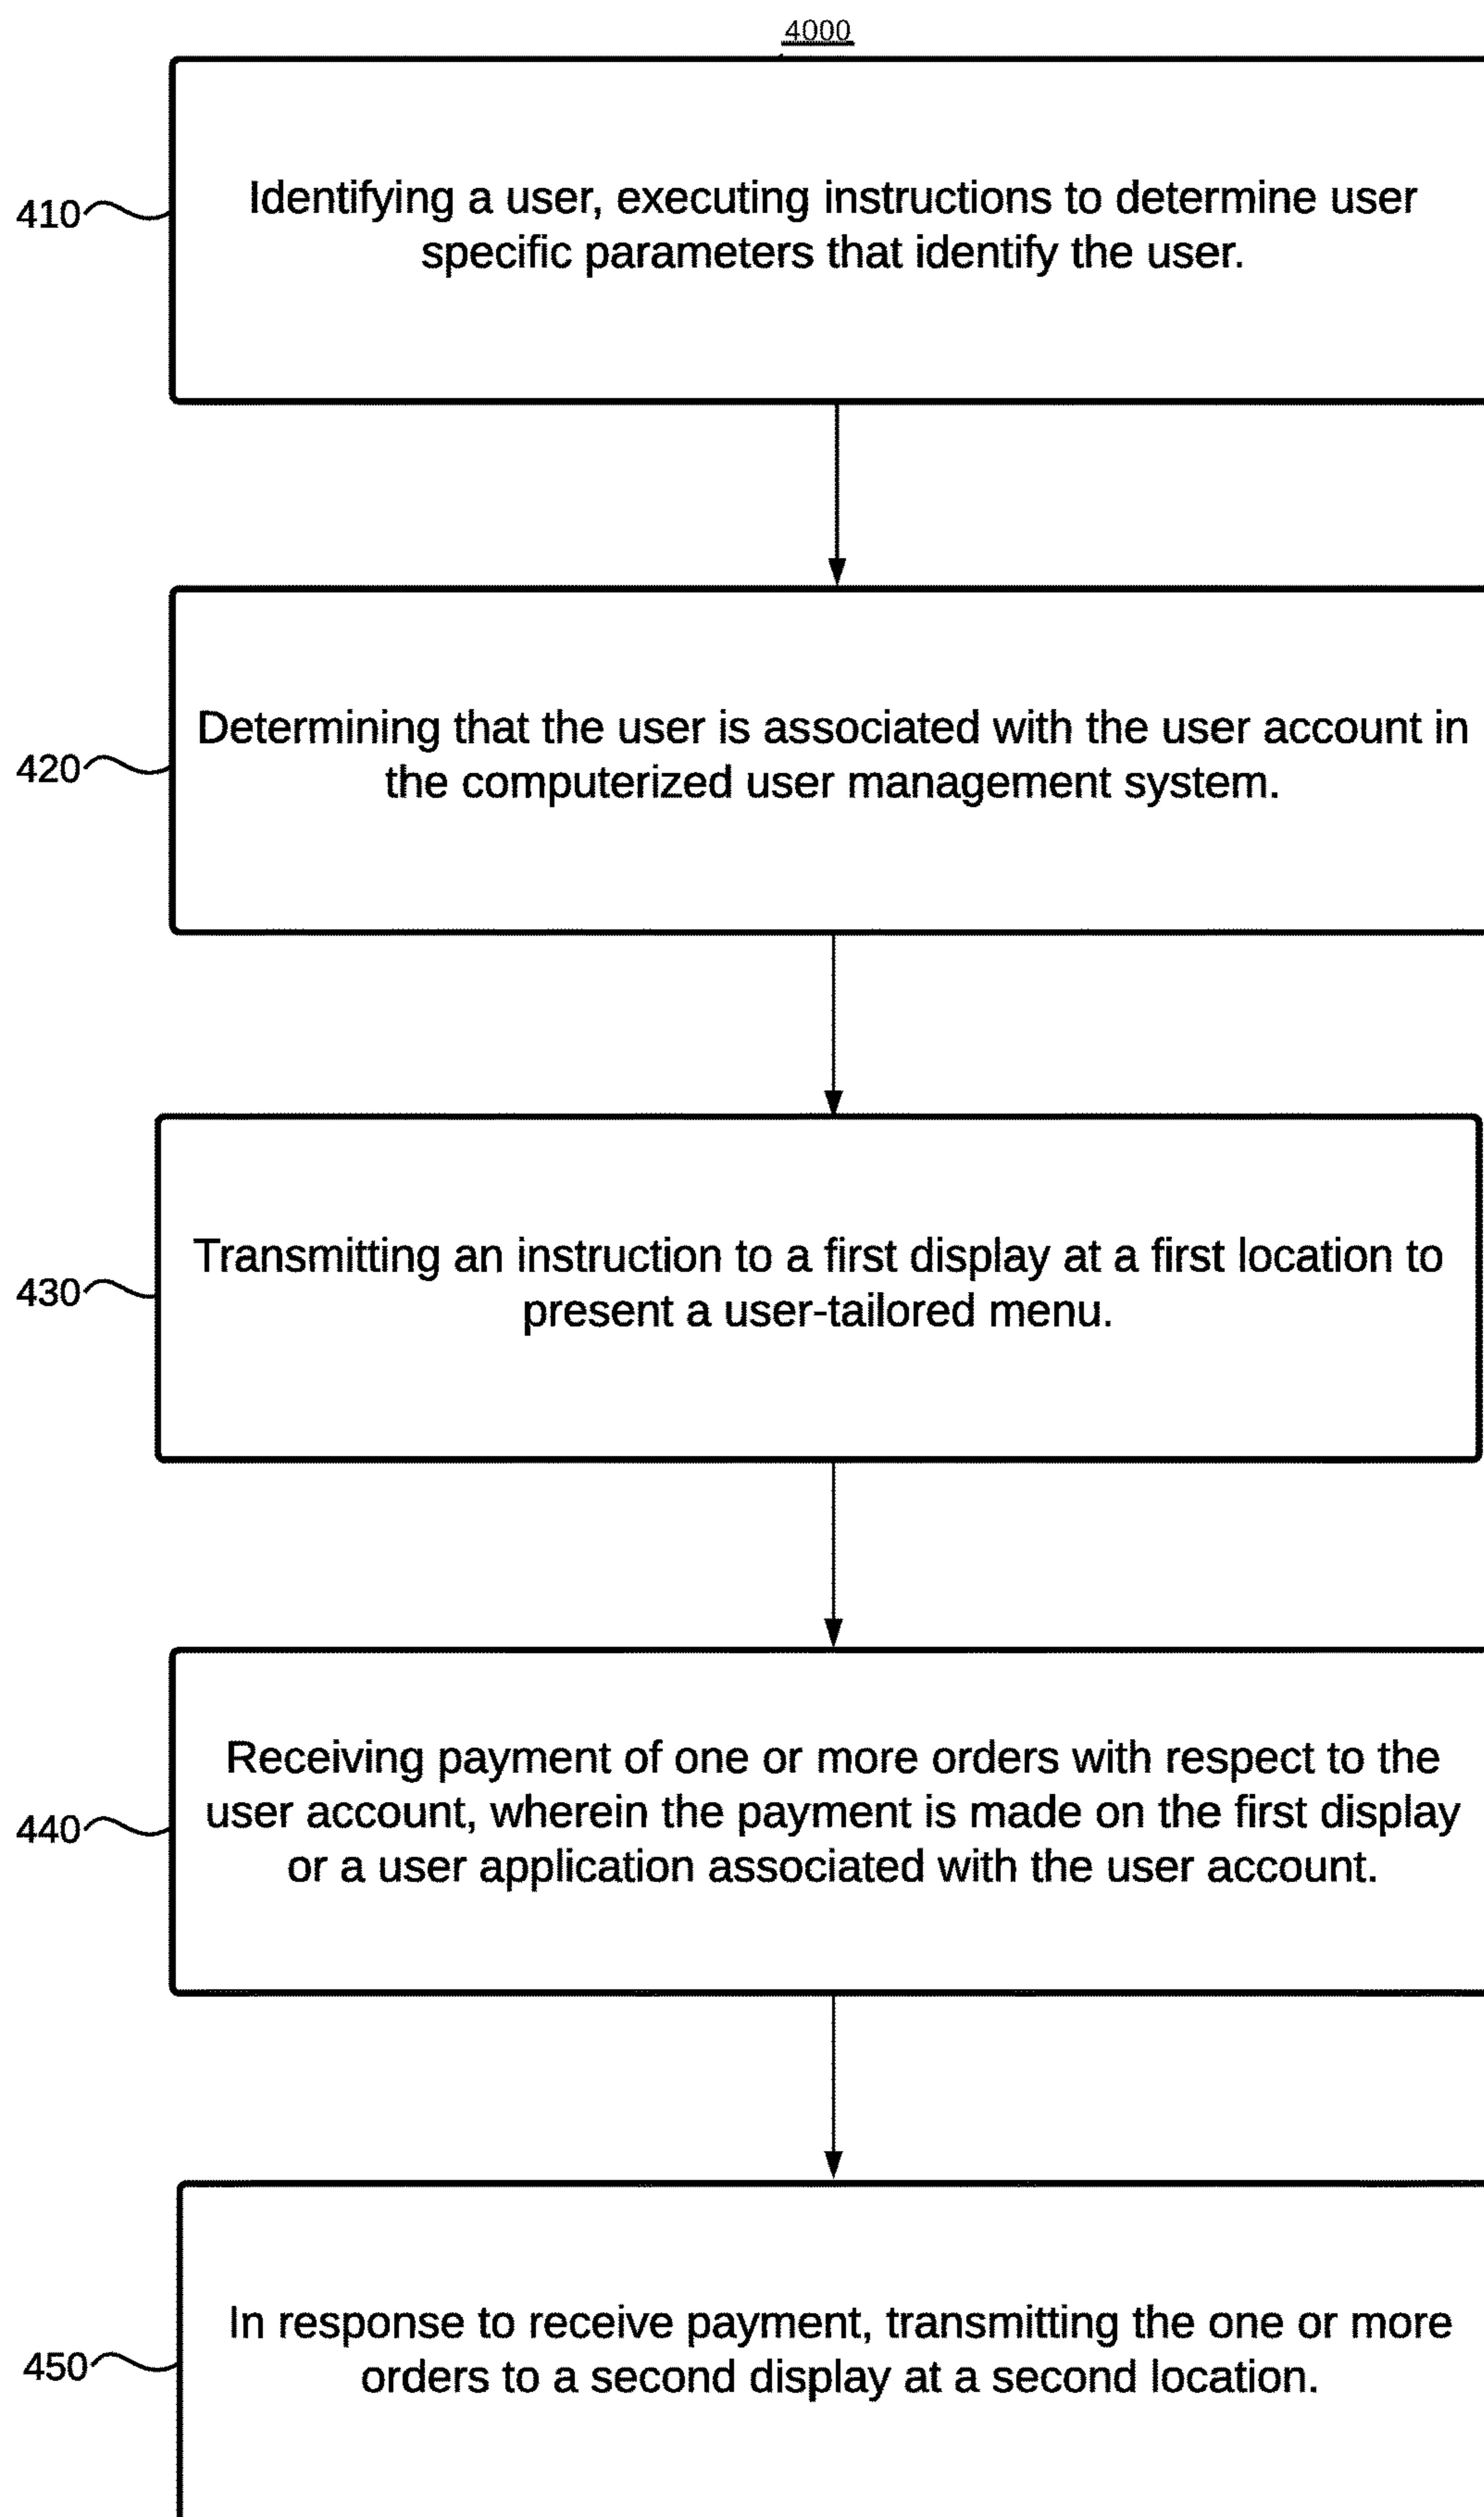 4000
410
Identifying a user, executing instructions to determine user
specific parameters that identify the user.
420
Determining that the user is associated with the user account in
the computerized user management system.
430
Transmitting an instruction to a first display at a first location to
present a user-tailored menu.
440
Receiving payment of one or more orders with respect to the
user account, wherein the payment is made on the first display
or a user application associated with the user account.
450
In response to receive payment, transmitting the one or more
orders to a second display at a second location.